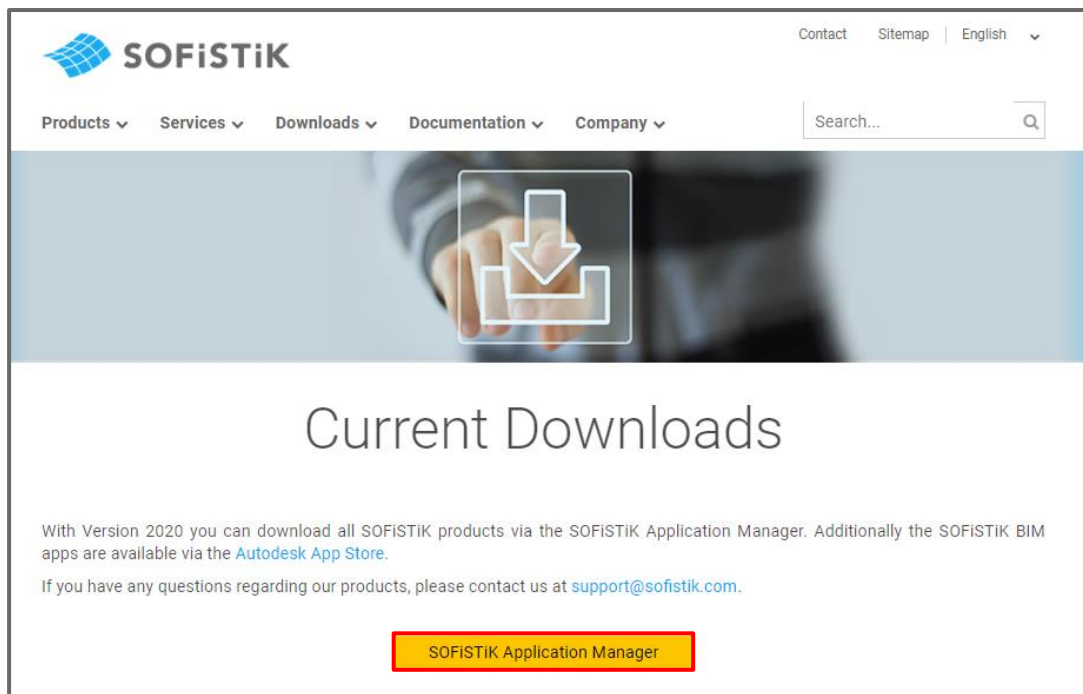 Contact Sitemap English
SOFiSTiK
Products Services Downloads Documentation Company Search...
Current Downloads
With Version 2020 you can download all SOFiSTiK products via the SOFiSTiK Application Manager. Additionally the SOFiSTiK BIM
apps are available via the Autodesk App Store.
If you have any questions regarding our products, please contact us at support@sofistik.com.
SOFiSTiK Application Manager